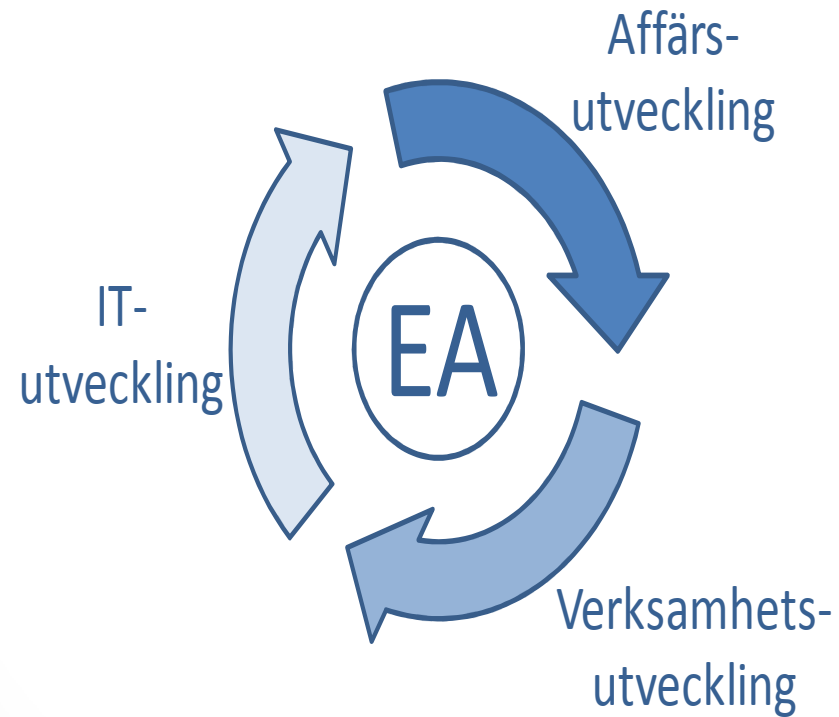 Affärs-
utveckling
IT-
utveckling
EA
Verksamhets-
utveckling